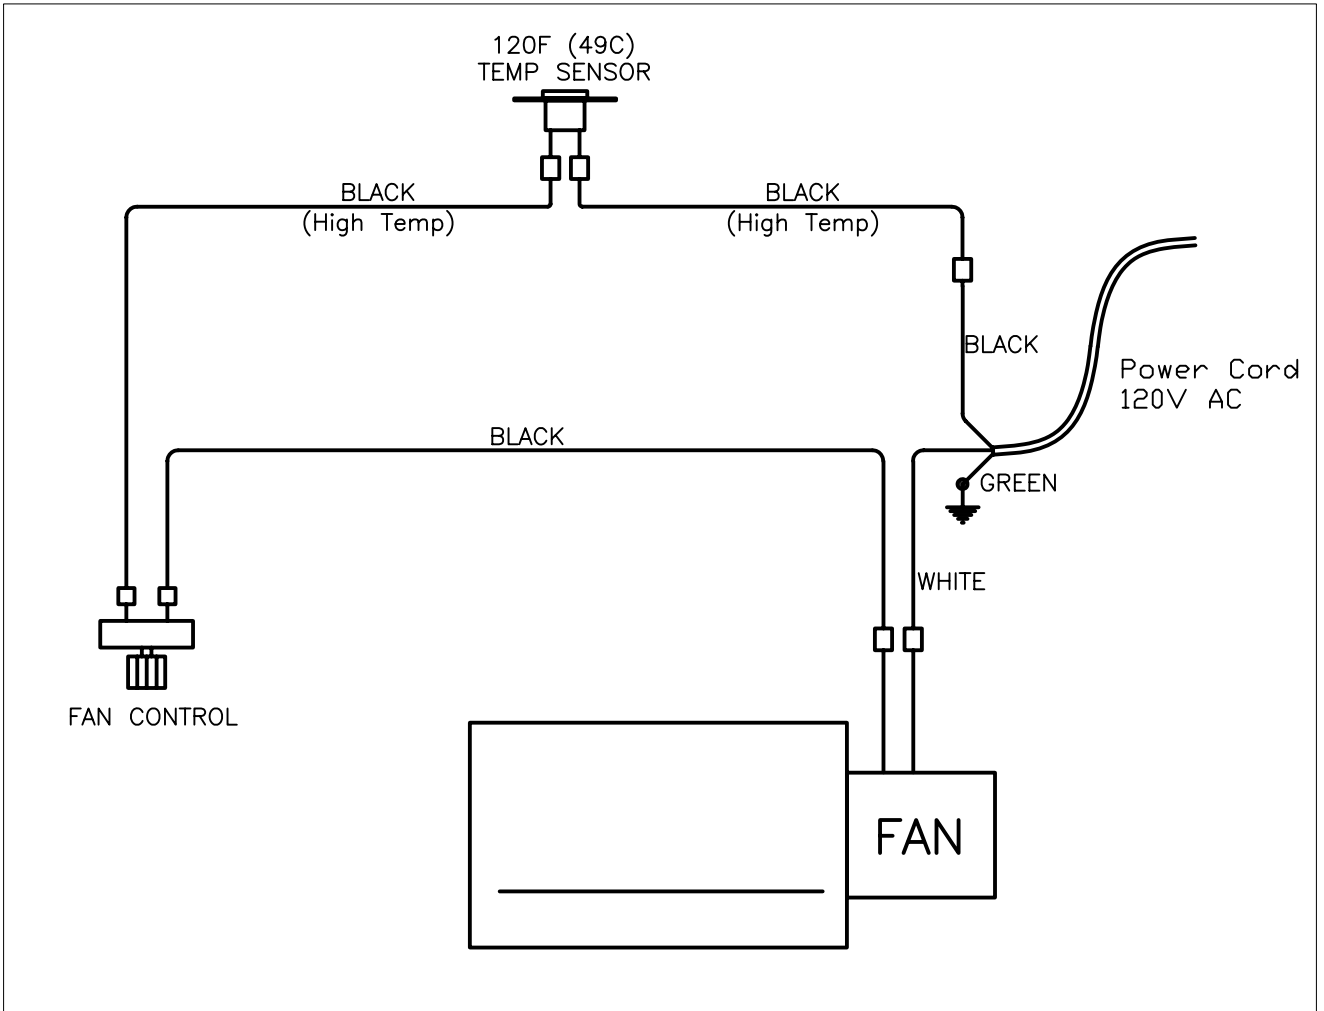 120F (49C)
TEMP SENSOR
BLACK
(High Temp)
BLACK
(High Temp)
BLACK
Power Cord
120V AC
BLACK
GREEN
WHITE
FAN CONTROL
FAN